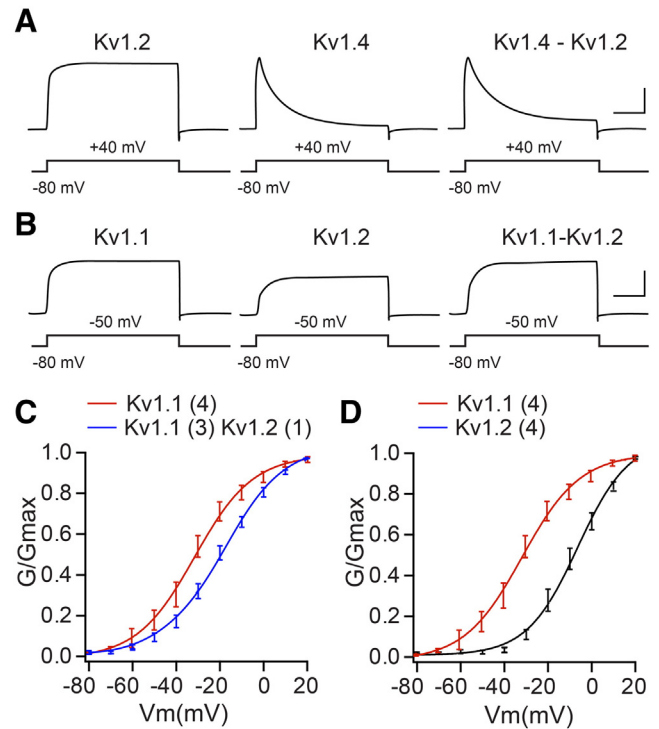 A
Kv1.2 Kv1.4 Kv1.4 - Kv1.2
+40 mV +40 mV +40 mV
-80 mV -80 mV -80 mV
B
Kv1.1 Kv1.2 Kv1.1-Kv1.2
-50 mV -50 mV -50 mV
-80 mV -80 mV -80 mV
C
Kv1.1 (4)
Kv1.1 (3) Kv1.2 (1)
1.0
0.8
0.6
0.4
0.2
0.0
G/Gmax
-80 -60 -40 -20 0 20
Vm(mV)
D
Kv1.1 (4)
Kv1.2 (4)
1.0
0.8
0.6
0.4
0.2
0.0
G/Gmax
-80 -60 -40 -20 0 20
Vm(mV)